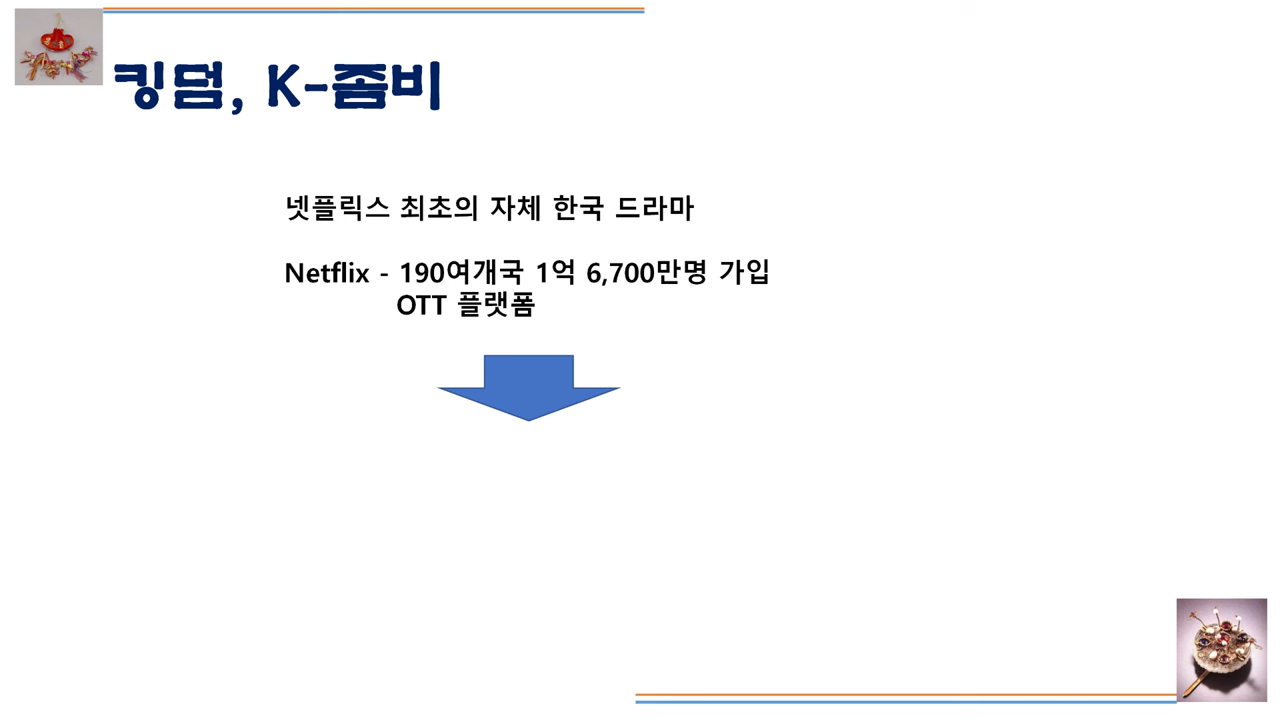 킹덤, K-좀비
넷플릭스 최초의 자체 한국 드라마
Netflix - 190여개국 1억 6,700만명 가입
OTT 플랫폼